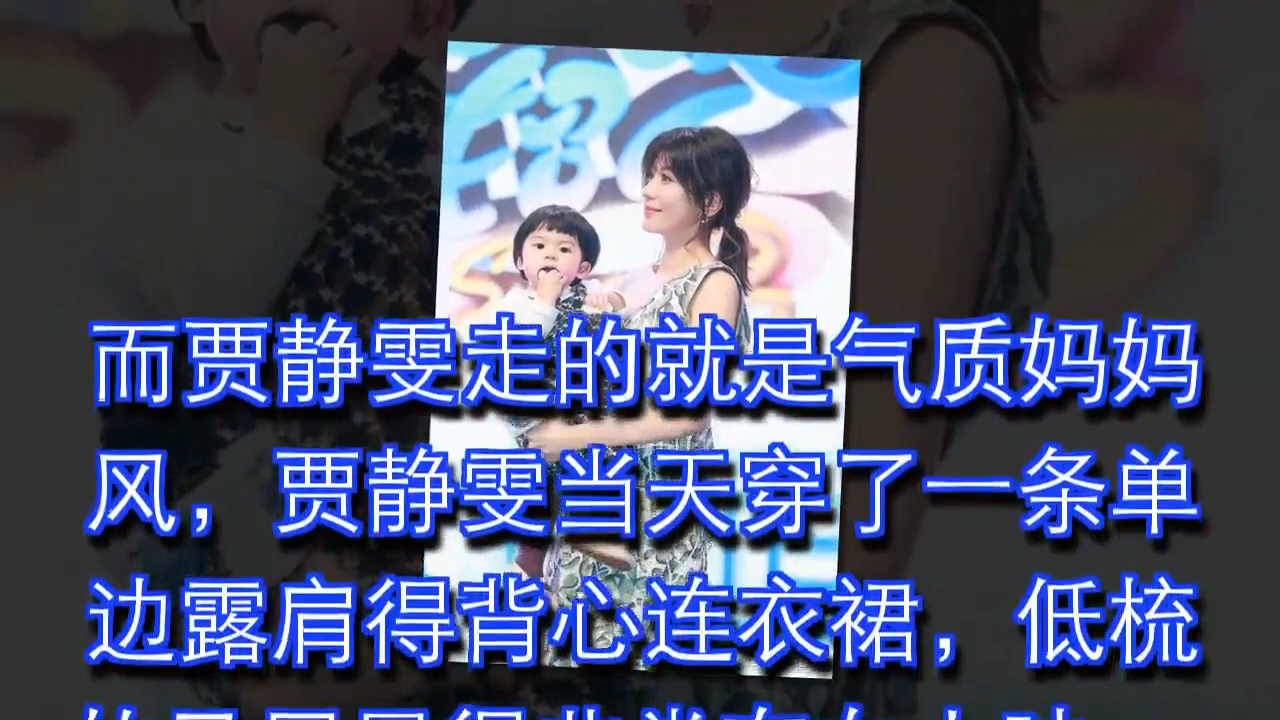 而贾静雯走的就是气质妈妈
风，贾静雯当天穿了一条单
边露肩得背心连衣裙，低梳